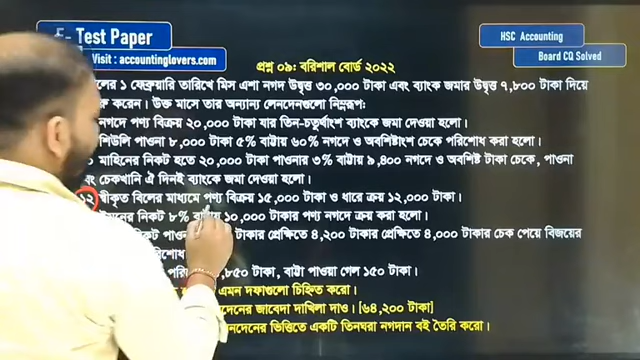 E- Test Paper
Visit : accountinglovers.com
HSC Accounting
Board CQ Solved
প্রশ্ন ০৯: বরিশাল বোর্ড ২০২২
১ ফেব্রুয়ারি তারিখে মিস এশা নগদ উদ্বৃত্ত ৩০,০০০ টাকা এবং ব্যাংক জমার উদ্বৃত্ত ৭,৮০০ টাকা দিয়ে
করেন। উক্ত মাসে তার অন্যান্য লেনদেনগুলো নিম্নরূপ:
নগদে পণ্য বিক্রয় ২০,০০০ টাকা যার তিন-চতুর্থাংশ ব্যাংকে জমা দেওয়া হলো।
শিউলি পাওনা ৮,০০০ টাকা ৫% বাট্টায় ৬০% নগদে ও অবশিষ্টাংশ চেকে পরিশোধ করা হলো।
মাহিনের নিকট হতে ২০,০০০ টাকা পাওনার ৩% বাট্টায় ৯,৪০০ নগদে ও অবশিষ্ট টাকা চেকে, পাওনা
চেকখানি ঐ দিনই ব্যাংকে জমা দেওয়া হলো।
১২ স্বীকৃত বিলের মাধ্যমে পণ্য বিক্রয় ১৫,০০০ টাকা ও ধারে ক্রয় ১২,০০০ টাকা।
নিকট ৮% বাট্টায় ১০,০০০ টাকার পণ্য নগদে ক্রয় করা হলো।
টাকার প্রেক্ষিতে ৪,২০০ টাকার প্রেক্ষিতে ৪,০০০ টাকার চেক পেয়ে বিজয়ের
৮৫০ টাকা, বাট্টা পাওয়া গেল ১৫০ টাকা।
এমন দফাগুলো চিহ্নিত করো।
জাবেদা দাখিলা দাও। [৬৪,২০০ টাকা]
ভিত্তিতে একটি তিনঘরা নগদান বই তৈরি করো।